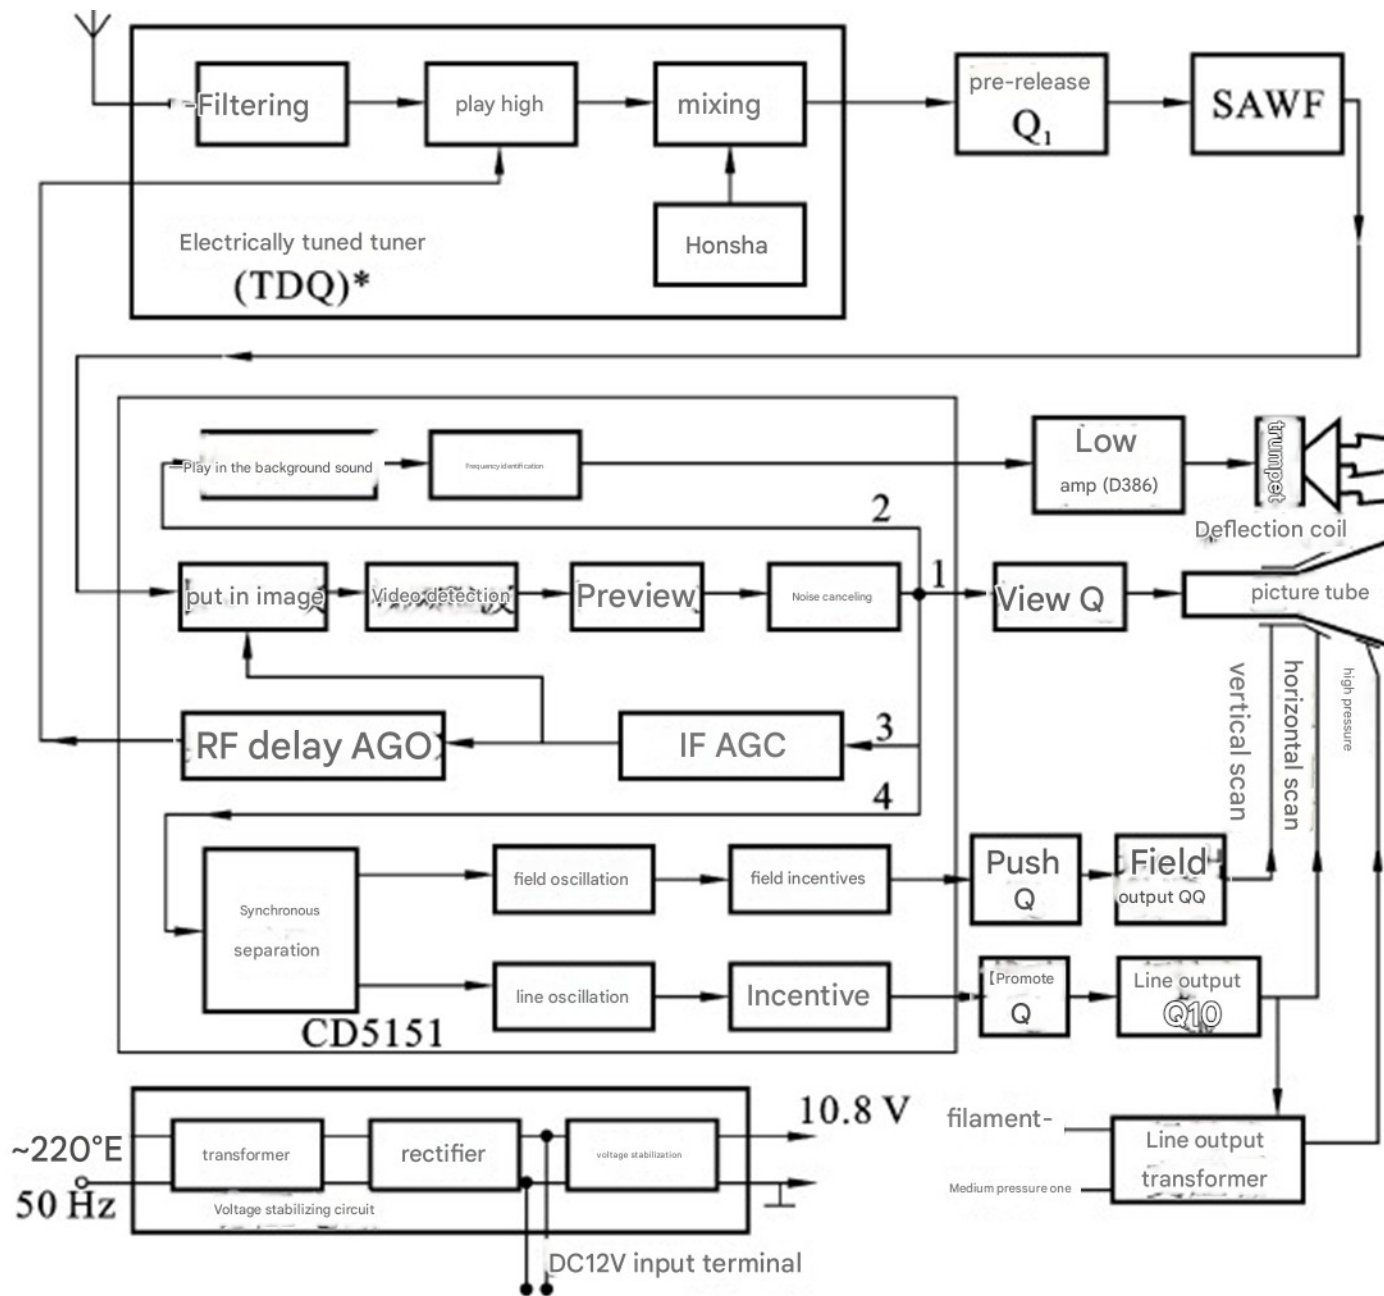 -Filtering
play high
mixing
pre-release
Q₁
SAWF
Honsha
Electrically tuned tuner
(TDQ)*
Play in the background sound
Frequency identification
Low
amp (D386)
trumpet
Deflection coil
2
1
put in image
Video detection
Preview
Noise canceling
View Q
picture tube
vertical scan
horizontal scan
high pressure
RF delay AGO
IF AGC
3
4
Synchronous
separation
field oscillation
field incentives
Push
Q
Field
output QQ
line oscillation
Incentive
【Promote
Q
Line output
Q10
CD5151
~220°E
50 Hz
transformer
rectifier
voltage stabilization
10.8 V
Voltage stabilizing circuit
DC12V input terminal
filament-
Medium pressure one
Line output
transformer